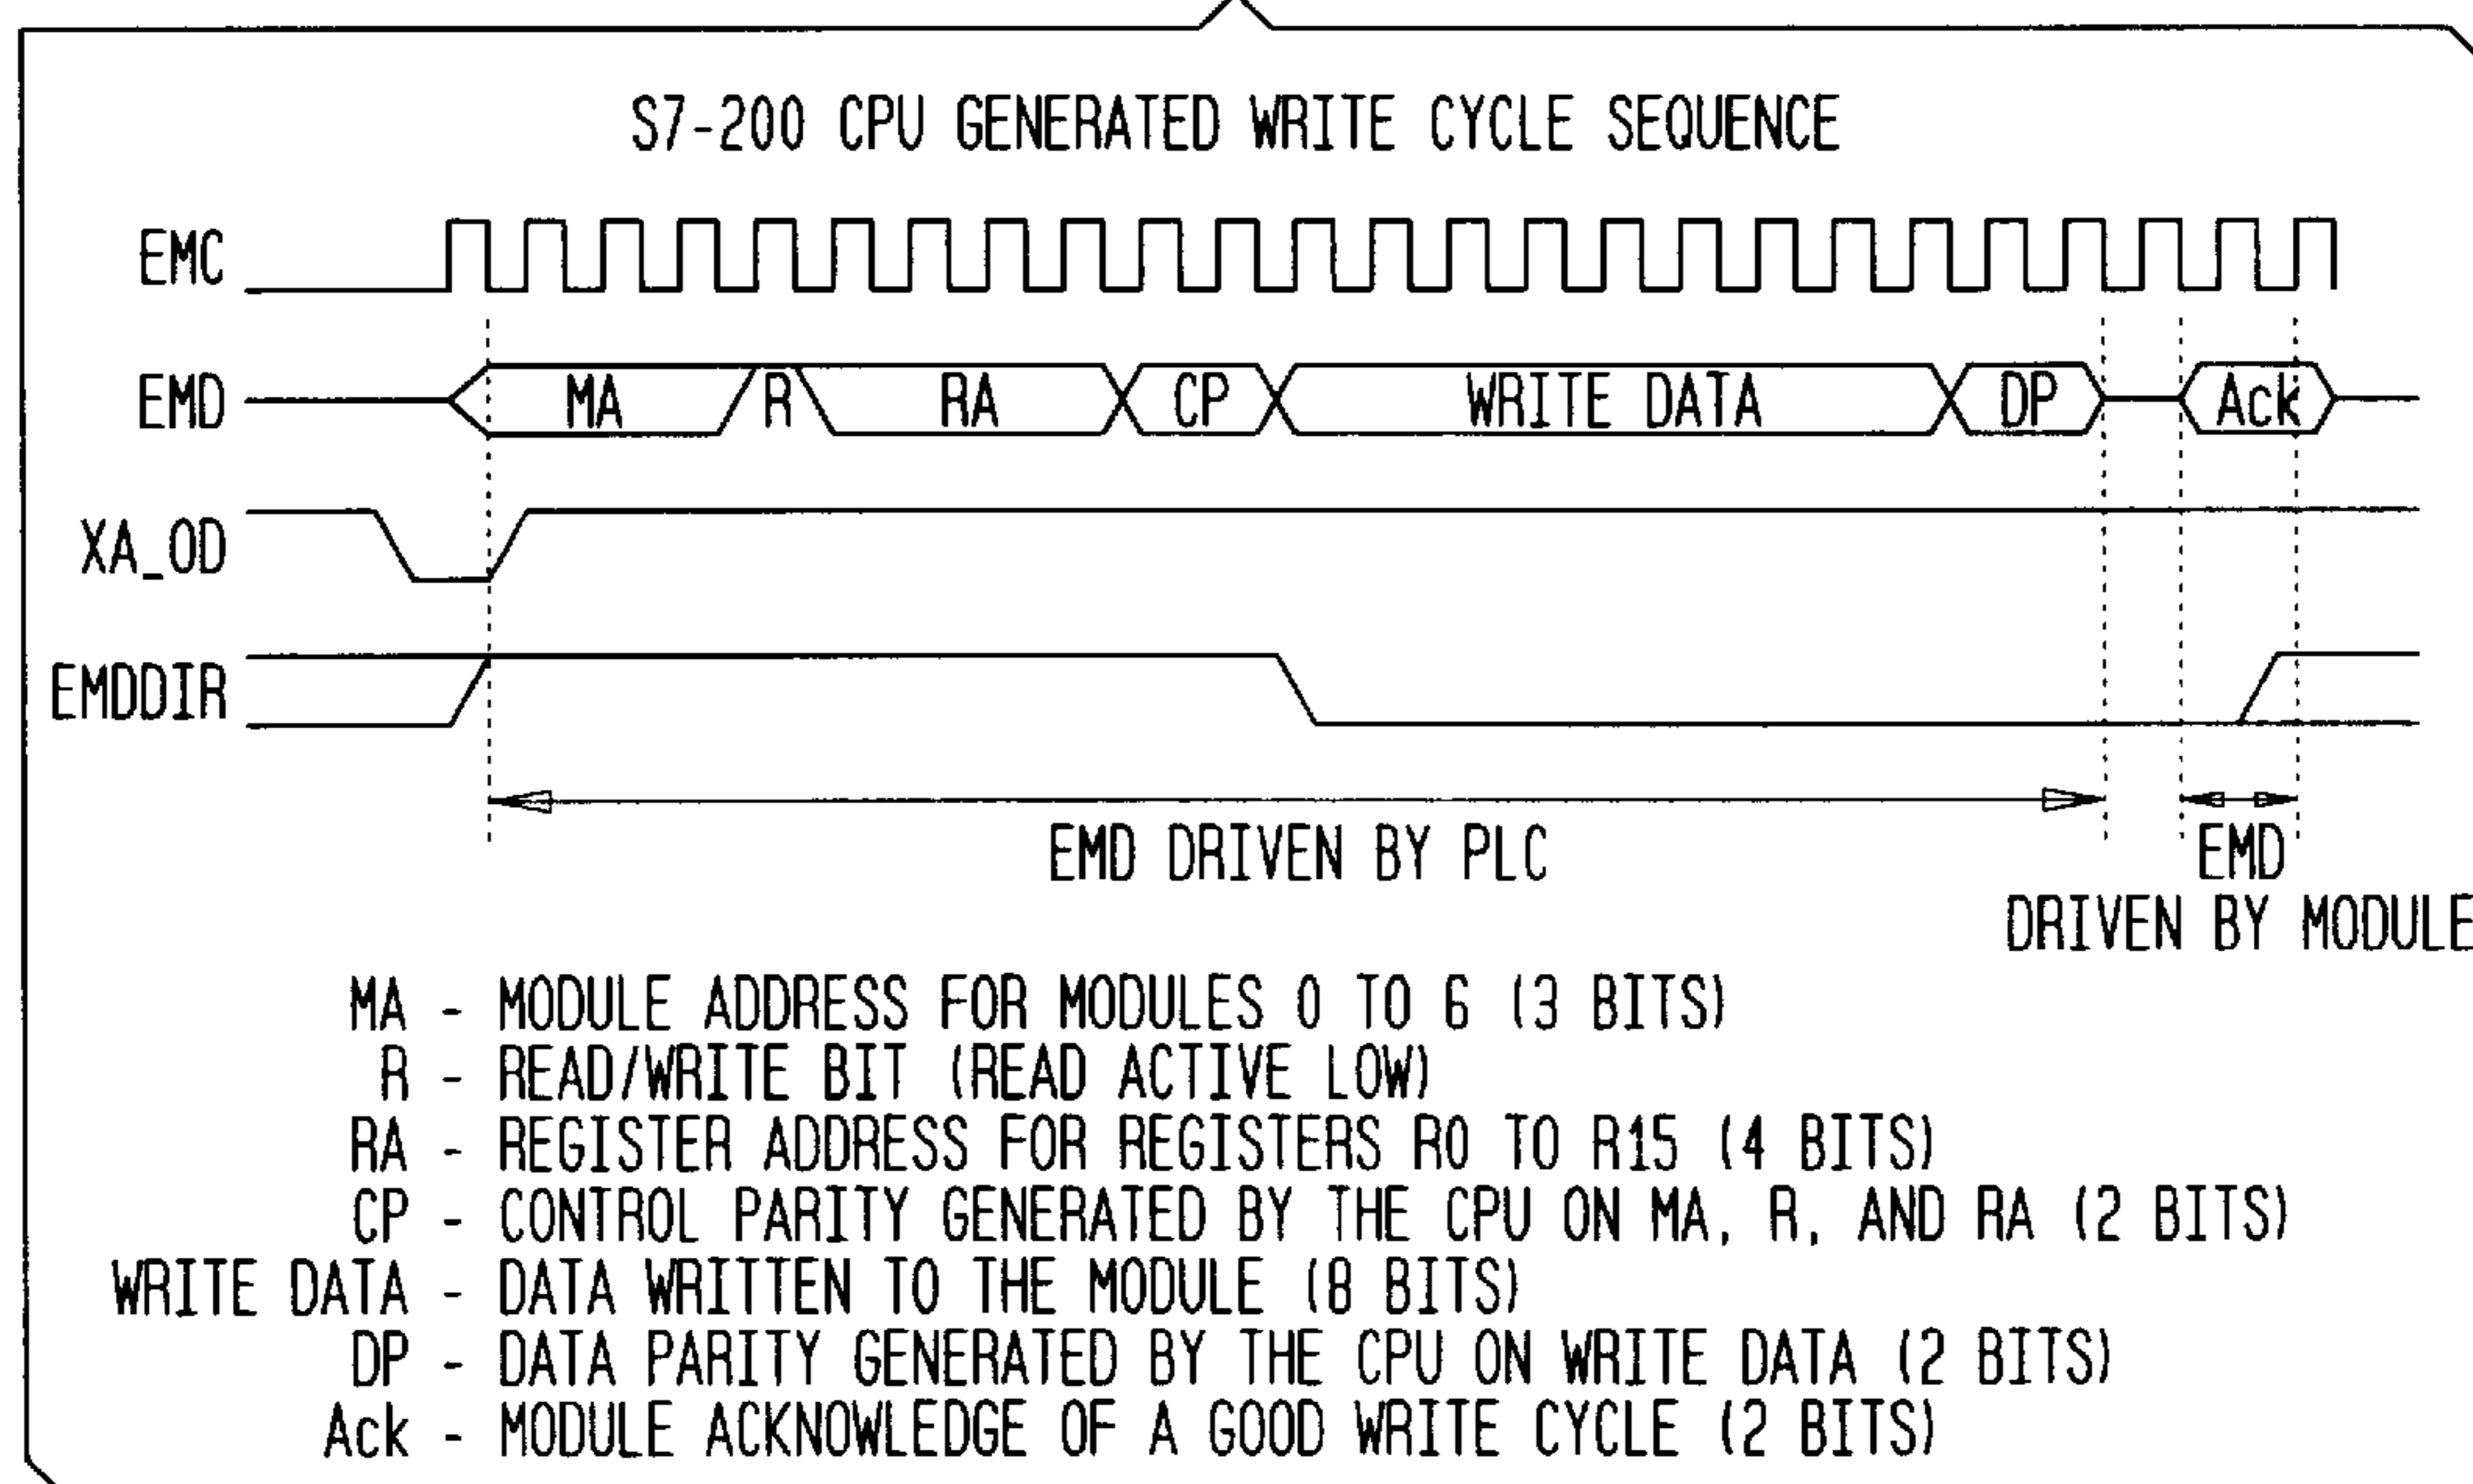 S7-200 CPU GENERATED WRITE CYCLE SEQUENCE
EMC
EMD MA R RA CP WRITE DATA DP Ack
XA_OD
EMDDIR
EMD DRIVEN BY PLC
EMD
DRIVEN BY MODULE
MA - MODULE ADDRESS FOR MODULES 0 TO 6 (3 BITS)
R - READ/WRITE BIT (READ ACTIVE LOW)
RA - REGISTER ADDRESS FOR REGISTERS R0 TO R15 (4 BITS)
CP - CONTROL PARITY GENERATED BY THE CPU ON MA, R, AND RA (2 BITS)
WRITE DATA - DATA WRITTEN TO THE MODULE (8 BITS)
DP - DATA PARITY GENERATED BY THE CPU ON WRITE DATA (2 BITS)
Ack - MODULE ACKNOWLEDGE OF A GOOD WRITE CYCLE (2 BITS)